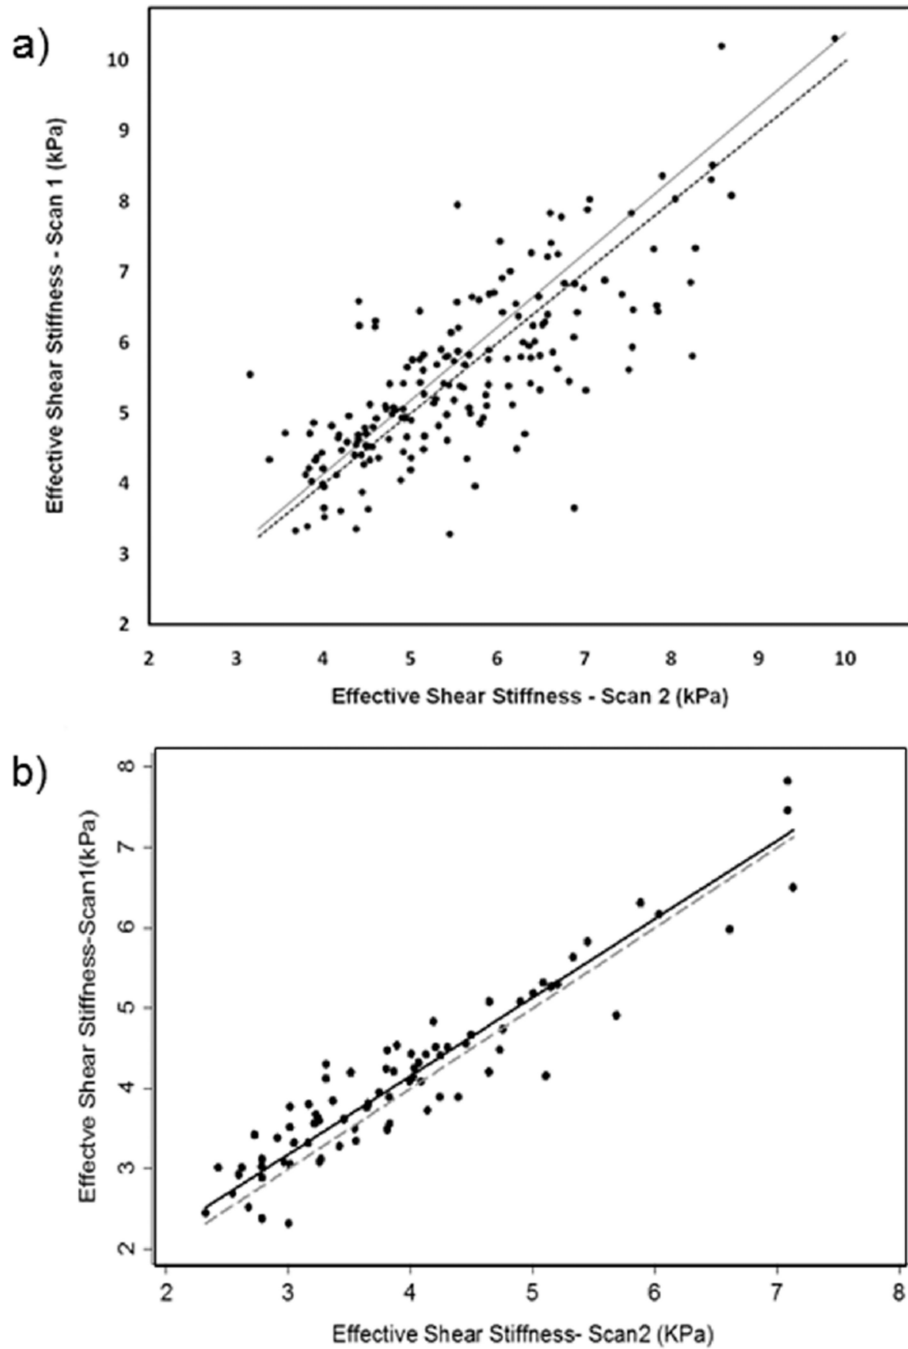 a)
Effective Shear Stiffness - Scan 1 (kPa)
10
9
8
7
6
5
4
3
2
2 3 4 5 6 7 8 9 10
Effective Shear Stiffness - Scan 2 (kPa)
b)
Effectve Shear Stiffness-Scan1(kPa)
8
7
6
5
4
3
2
2 3 4 5 6 7 8
Effective Shear Stiffness- Scan2 (KPa)